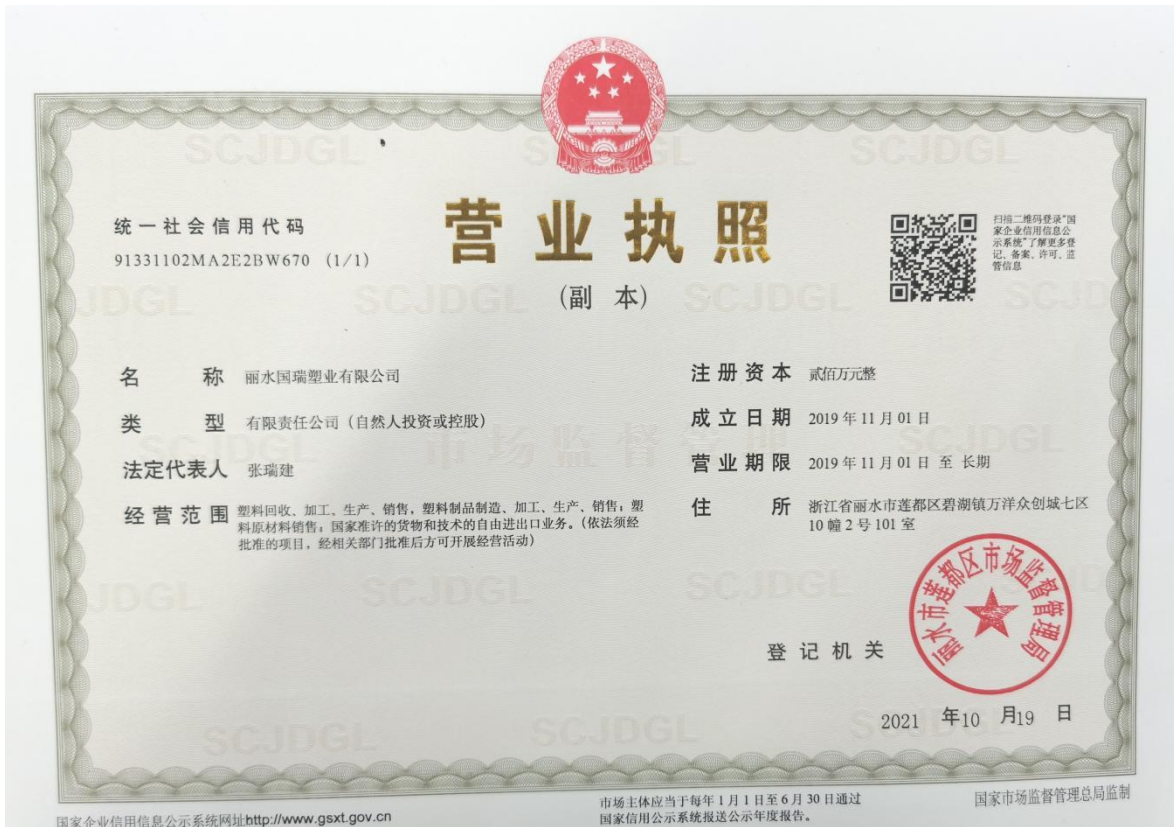 统一社会信用代码
91331102MA2E2BW670 (1/1)
营业执照
(副 本)
扫描二维码登录“国
家企业信用信息公
示系统”了解更多登
记、备案、许可、监
管信息
名 称 丽水国瑞塑业有限公司
类 型 有限责任公司(自然人投资或控股)
法定代表人 张瑞建
经营范围 塑料回收、加工、生产、销售,塑料制品制造、加工、生产、销售;塑
料原材料销售;国家准许的货物和技术的自由进出口业务。(依法须经
批准的项目,经相关部门批准后方可开展经营活动)
注册资本 贰佰万元整
成立日期 2019年11月01日
营业期限 2019年11月01日 至 长期
住 所 浙江省丽水市莲都区碧湖镇万洋众创城七区
10幢2号101室
登记机关
丽水市莲都区市场监督管理局
2021 年10 月19 日
国家企业信用信息公示系统网址http://www.gsxt.gov.cn
市场主体应当于每年1月1日至6月30日通过
国家信用公示系统报送公示年度报告。
国家市场监督管理总局监制
SCJDGL